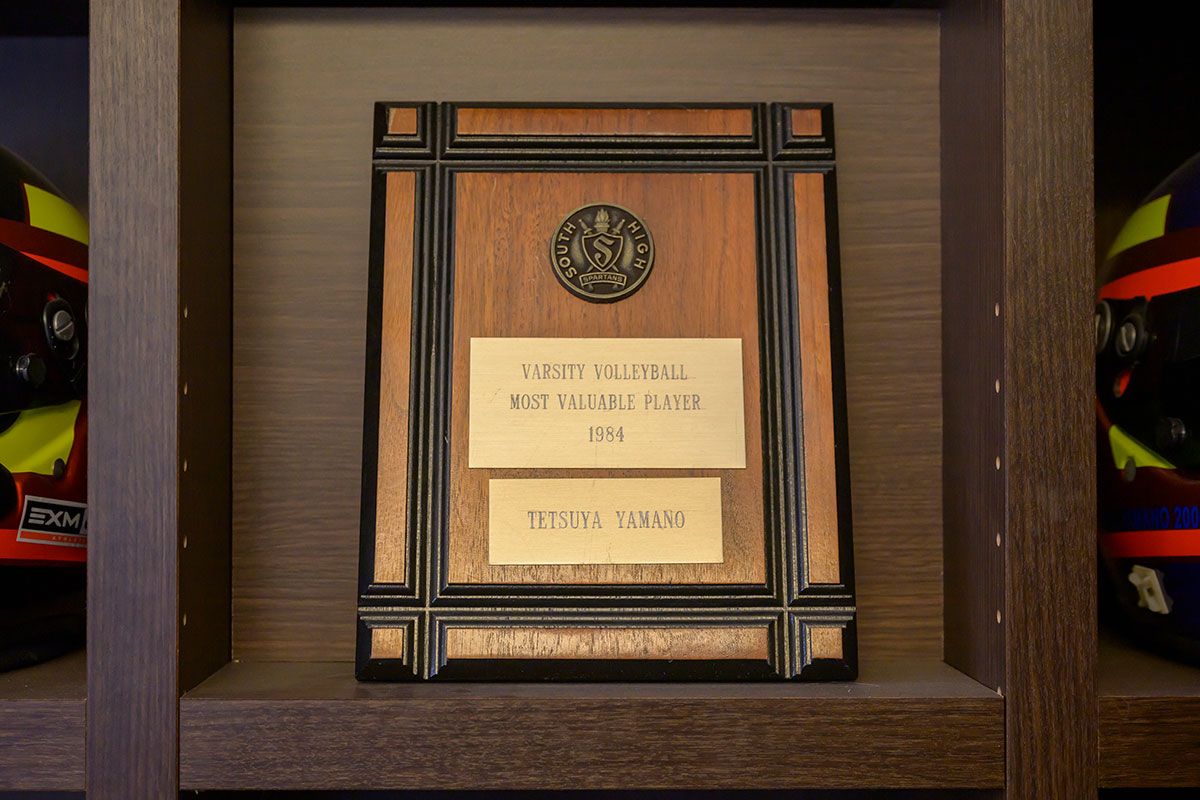 SOUTH HIGH
S
SPARTANS
VARSITY VOLLEYBALL
MOST VALUABLE PLAYER
1984
TETSUYA YAMANO
EXM